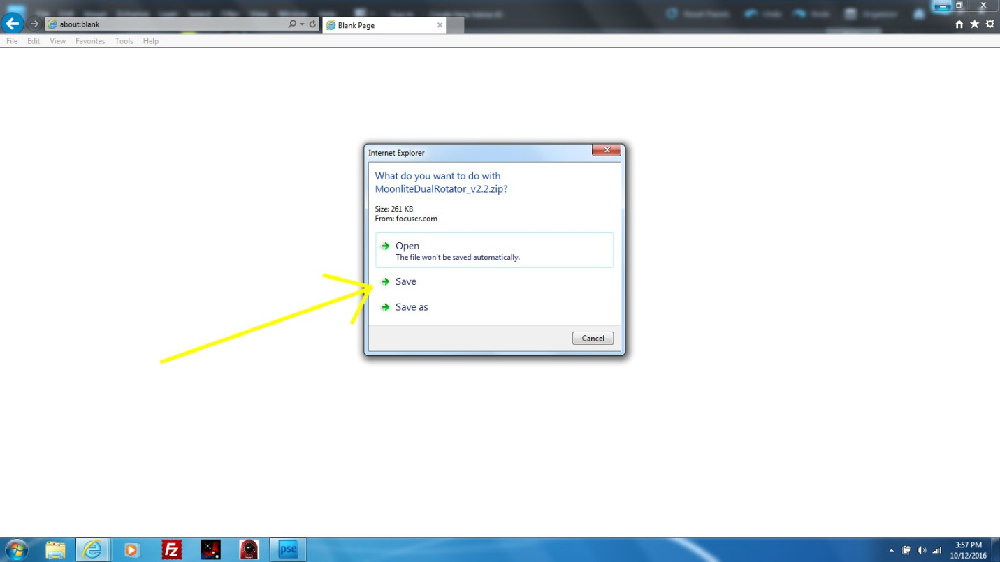 about:blank
Blank Page
File Edit View Favorites Tools Help
Internet Explorer
What do you want to do with
MoonliteDualRotator_v2.2.zip?
Size: 261 KB
From: focuser.com
Open
The file won't be saved automatically.
Save
Save as
Cancel
Fz
pse
3:57 PM
10/12/2016